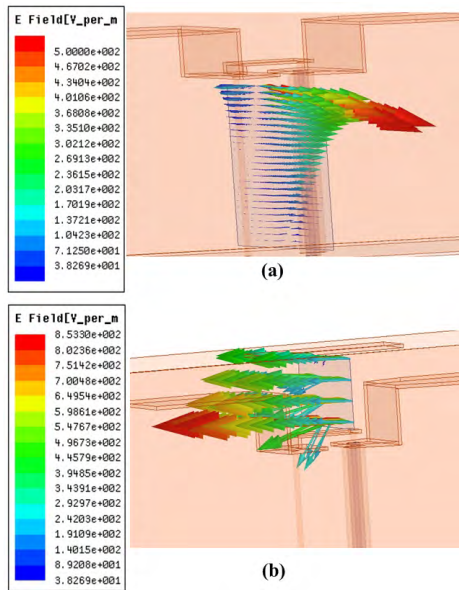 E Field[V_per_m
5.0000e+002
4.6702e+002
4.3404e+002
4.0106e+002
3.6808e+002
3.3510e+002
3.0212e+002
2.6913e+002
2.3615e+002
2.0317e+002
1.7019e+002
1.3721e+002
1.0423e+002
7.1250e+001
3.8269e+001
(a)
E Field[V_per_m
8.5330e+002
8.0236e+002
7.5142e+002
7.0048e+002
6.4954e+002
5.9861e+002
5.4767e+002
4.9673e+002
4.4579e+002
3.9485e+002
3.4391e+002
2.9297e+002
2.4203e+002
1.9109e+002
1.4015e+002
8.9208e+001
3.8269e+001
(b)